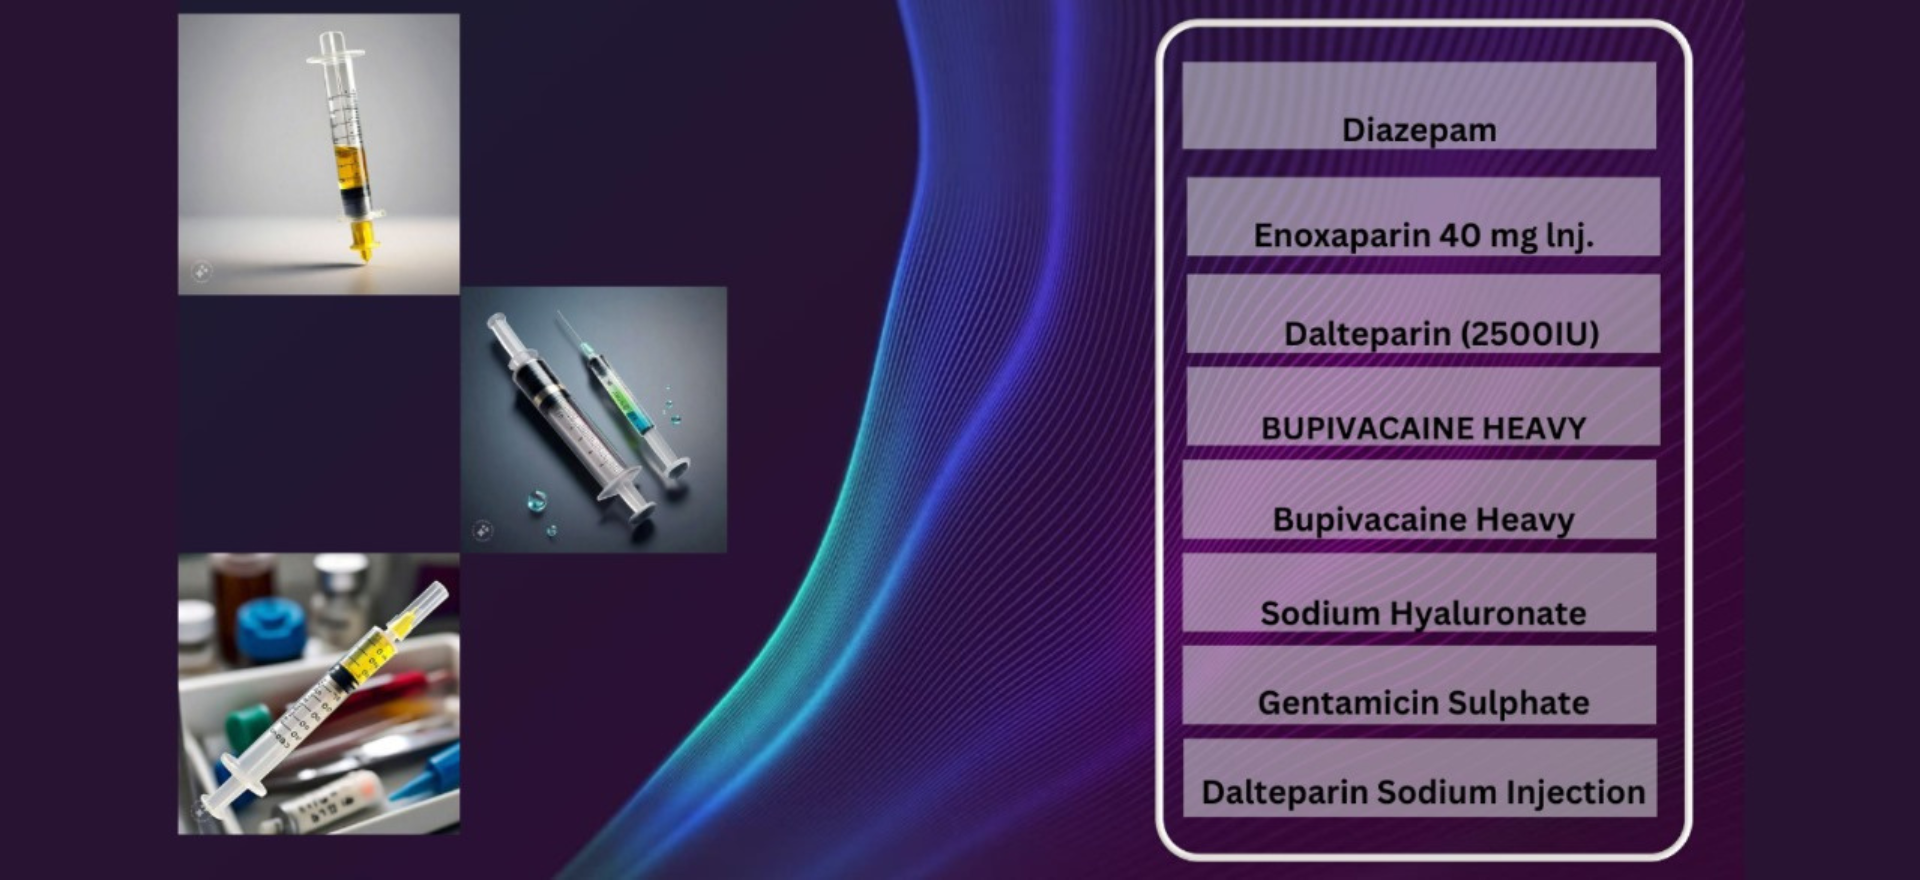 Diazepam
Enoxaparin 40 mg lnj.
Dalteparin (2500IU)
BUPIVACAINE HEAVY
Bupivacaine Heavy
Sodium Hyaluronate
Gentamicin Sulphate
Dalteparin Sodium Injection